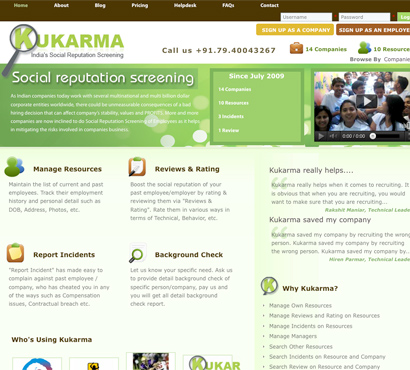 Home About Blog Pricing Helpdesk FAQs Contact
Username Password
SIGN UP AS A COMPANY SIGN UP AS AN EMPLOYE
KUKARMA
India's Social Reputation Screening
Call us +91.79.40043267
14 Companies 10 Resource
Browse By Companie
Social reputation screening
As Indian companies today work with several multinational and multi billion dollar
corporate entities worldwide, there could be unmeasurable consequences of a bad
hiring decision that can affect company's stability, values and PROFITS. More and more
companies are now inclined to do Social Reputation Screening of Employees as it helps
in mitigating the risks involved in companies business.
Since July 2009
14 Companies
10 Resources
3 Incidents
1 Review
0:00 / 0:00
Manage Resources
Maintain the list of current and past
employees. Track their employment
history and personal detail such as
DOB, Address, Photos, etc.
Reviews & Rating
Boost the social reputation of your
past employee/employer by rating &
reviewing them via "Reviews &
Rating". Rate them in various ways in
terms of Technical, Behavior, etc.
Report Incidents
"Report Incident" has made easy to
complain against employee /
company, who has cheated you in any
of the ways such as Compensation
issues, Contractual breach etc.
Background Check
Let us know your specific need. Ask us
to provide detail background check of
specific person/company, pay us and
you will get all detail background
check report.
Kukarma really helps....
Kukarma really helps when it comes to recruiting. It
is obvious that when you are recruiting, you would
want to make sure that you are recruiting...
Rakshit Maniar, Technical Leade
Kukarma saved my company
Kukarma saved my company by recruiting the wrong
person. Kukarma saved my company by recruiting
the wrong person. Kukarma saved my company b...
Hiren Parmer, Technical Leade
Why Kukarma?
Manage Own Resources
Manage Reviews and Rating on Resources
Manage Incidents on Resources
Manage Managers
Search Other Resources
Search Incidents on Resource and Company
Search Review on Resource and Company
Who's Using Kukarma
KUKAR